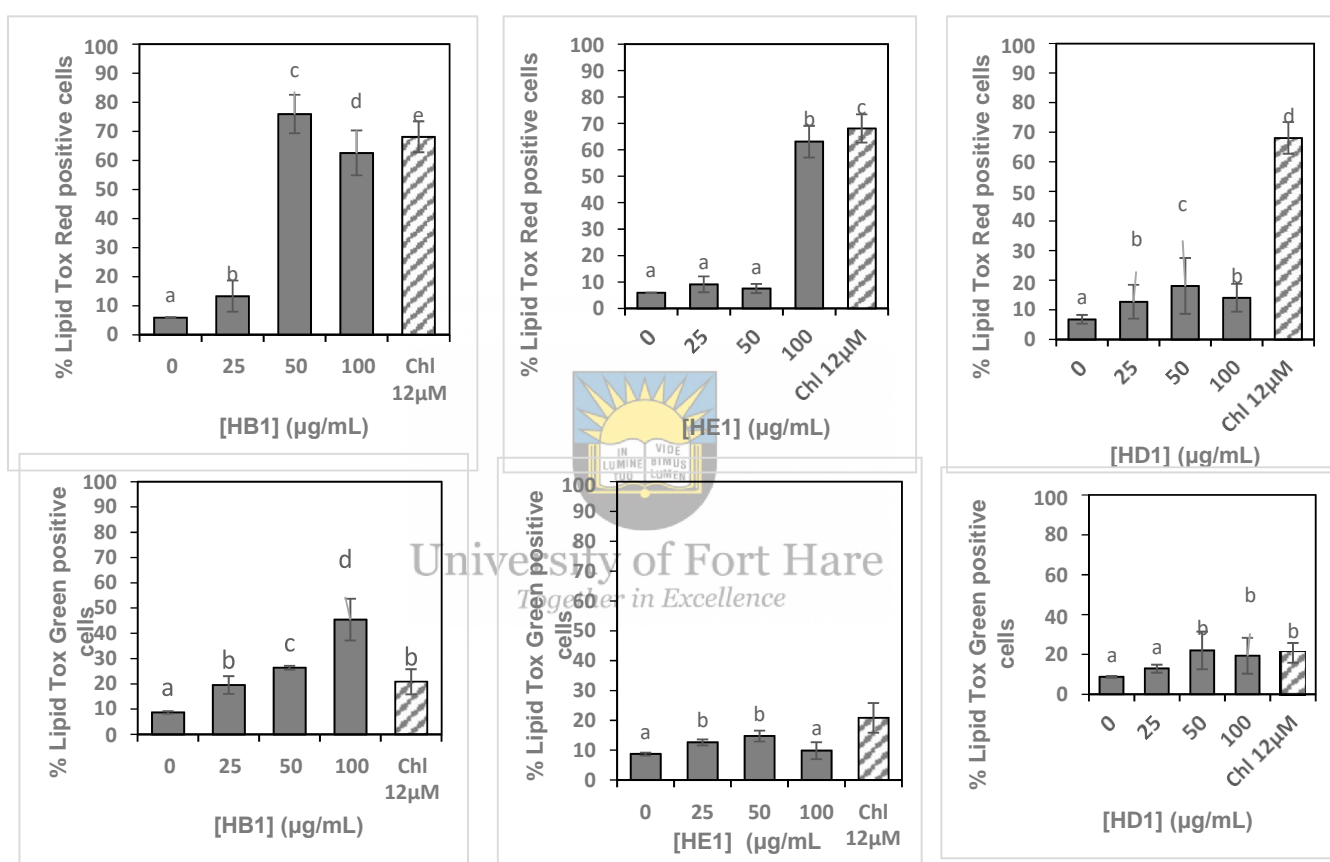 % Lipid Tox Red positive cells
100
90
80
70
60
50
40
30
20
10
0
a
b
c
d
e
0 25 50 100 Chl
12µM
[HB1] (µg/mL)
% Lipid Tox Red positive cells
100
90
80
70
60
50
40
30
20
10
0
a
a
a
b
c
0 25 50 100 Chl 12µM
[HE1] (µg/mL)
% Lipid Tox Red positive cells
100
90
80
70
60
50
40
30
20
10
0
a
b
c
b
d
0 25 50 100 Chl 12µM
[HD1] (µg/mL)
IN VIDE
LUMINE BIMUS
TUO LUMEN
University of Fort Hare
Together in Excellence
% Lipid Tox Green positive
cells
100
90
80
70
60
50
40
30
20
10
0
a
b
c
d
b
0 25 50 100 Chl
12µM
[HB1] (µg/mL)
% Lipid Tox Green positive
cells
100
90
80
70
60
50
40
30
20
10
0
a
b
b
a
0 25 50 100 Chl
[HE1] (µg/mL 12µM
% Lipid Tox Green positive
cells
100
80
60
40
20
0
a
a
b
b
b
0 25 50 100 Chl 12µM
[HD1] (µg/mL)